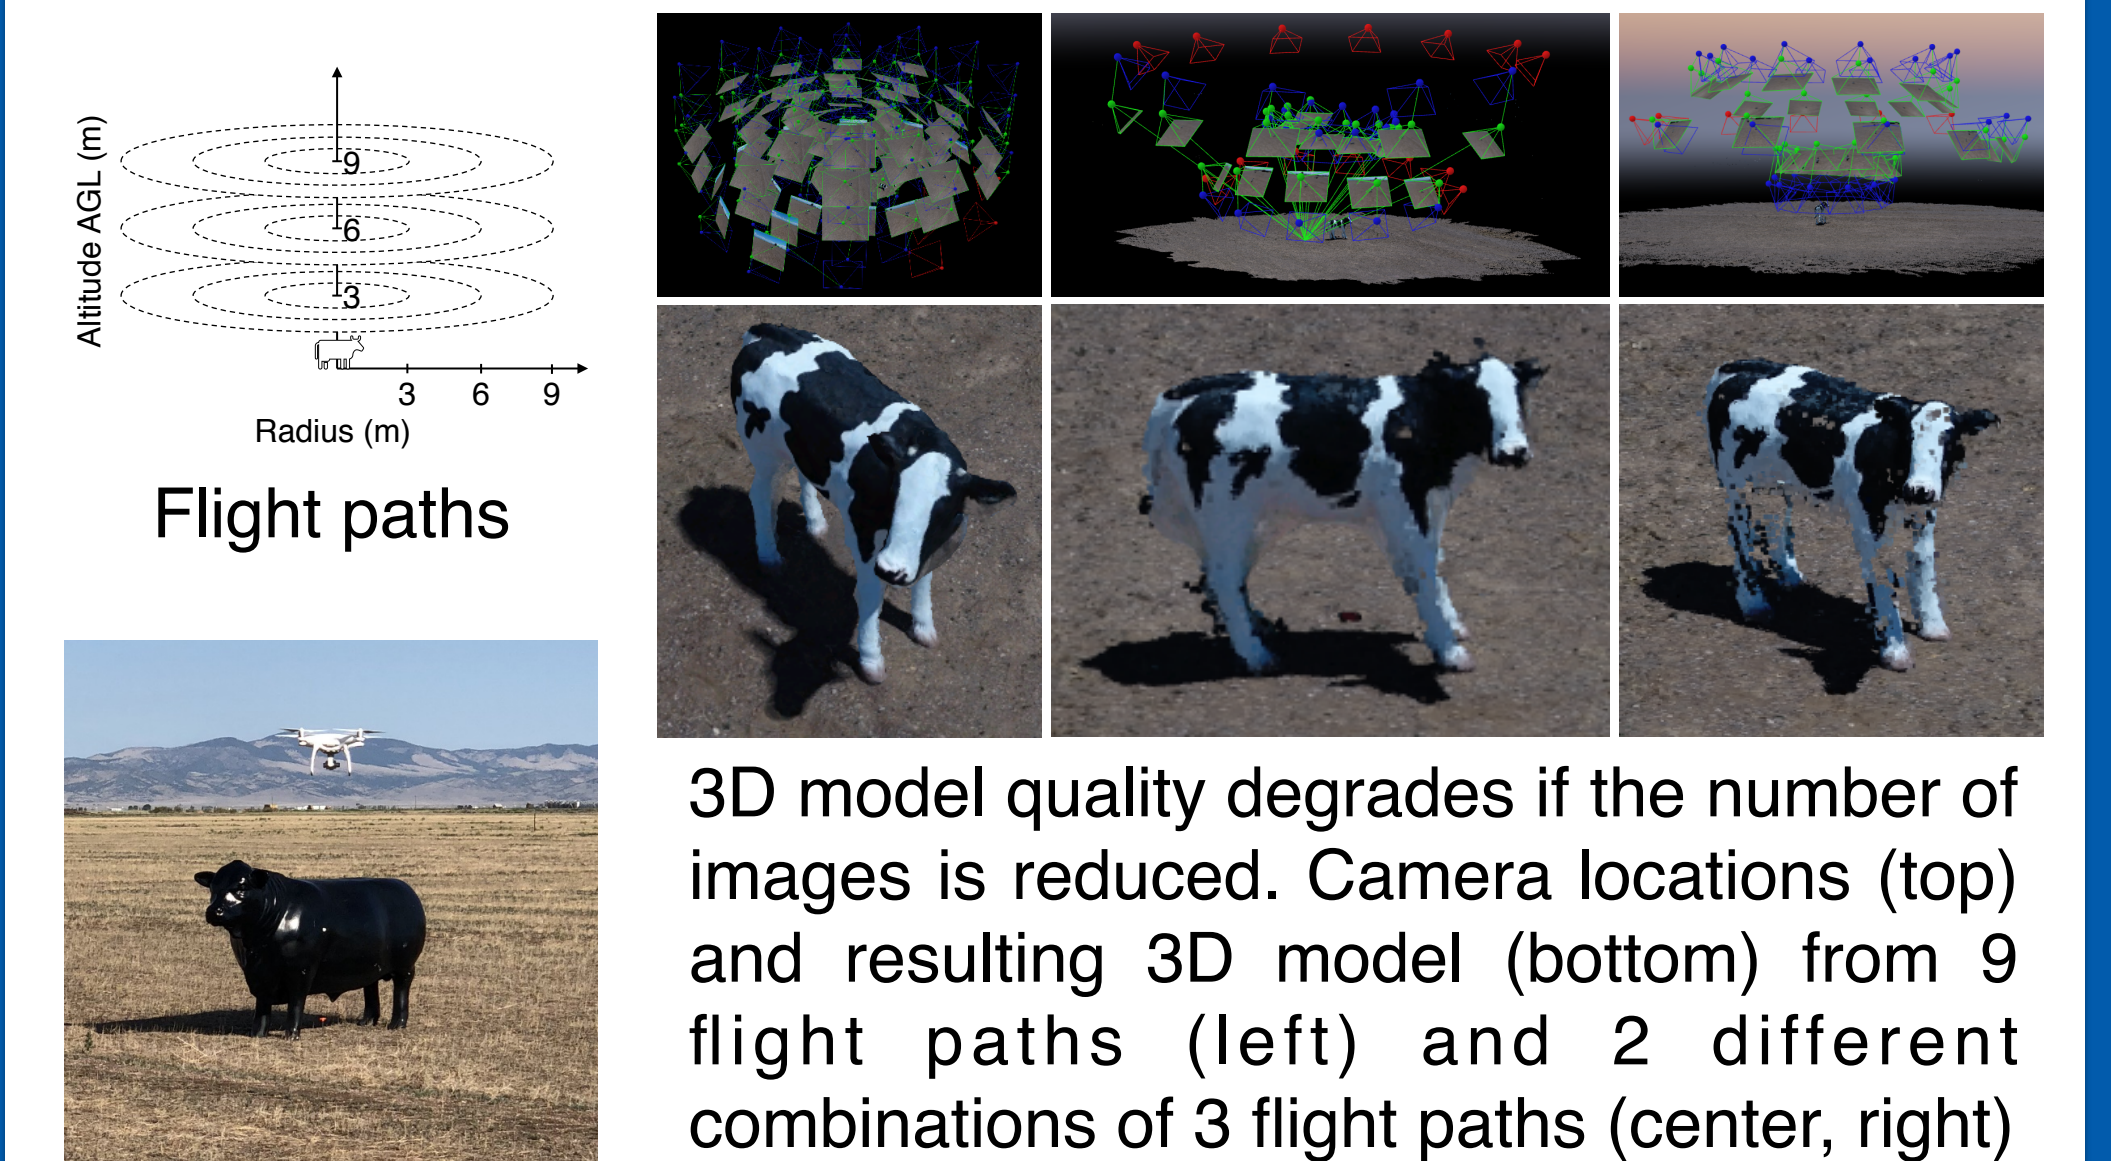 Altitude AGL (m)
9
6
3
3 6 9
Radius (m)
Flight paths
3D model quality degrades if the number of
images is reduced. Camera locations (top)
and resulting 3D model (bottom) from 9
flight paths (left) and 2 different
combinations of 3 flight paths (center, right)